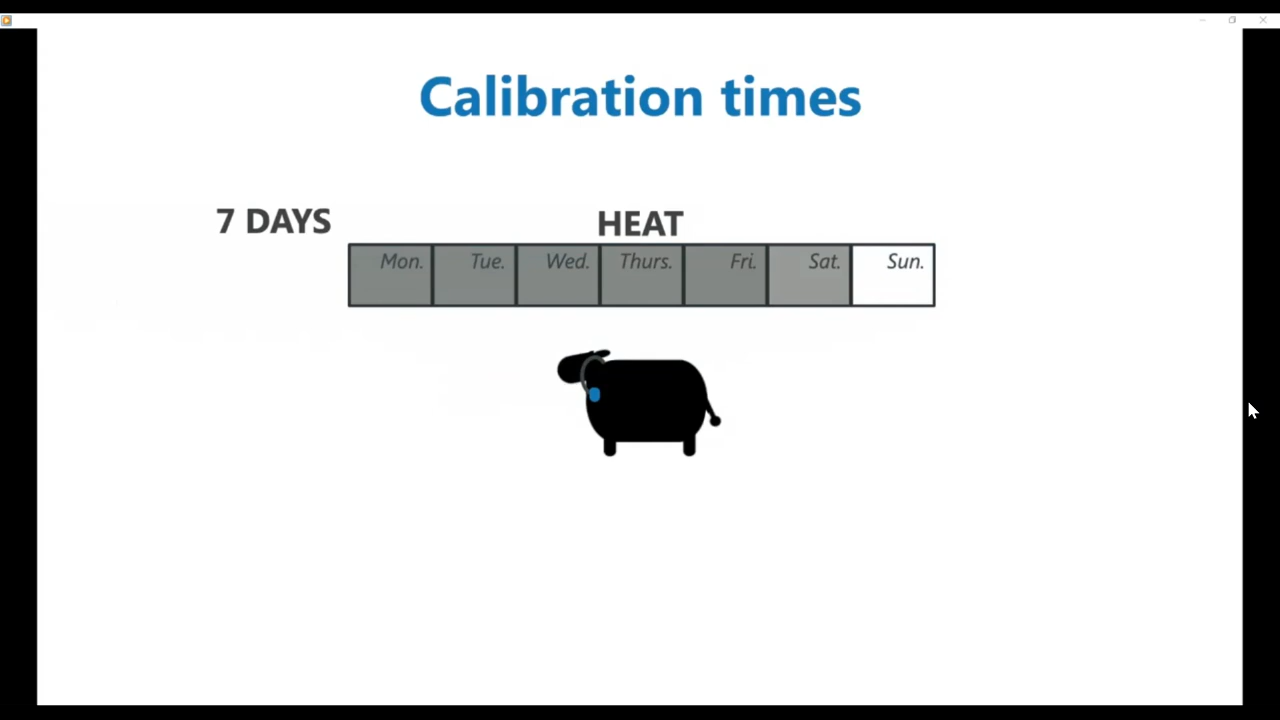 Calibration times
7 DAYS
HEAT
Mon. Tue. Wed. Thurs. Fri. Sat. Sun.